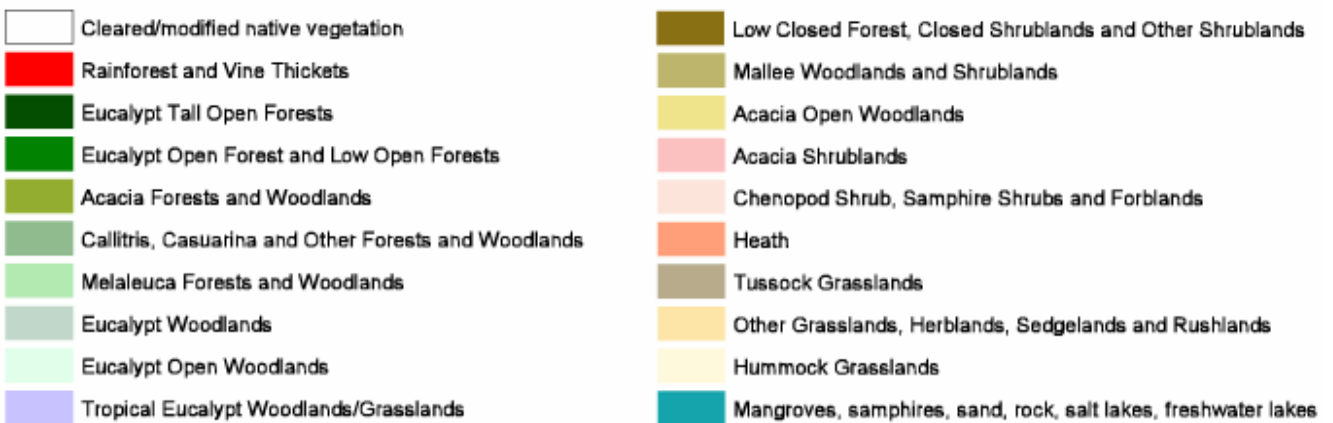 Cleared/modified native vegetation
Rainforest and Vine Thickets
Eucalypt Tall Open Forests
Eucalypt Open Forest and Low Open Forests
Acacia Forests and Woodlands
Callitris, Casuarina and Other Forests and Woodlands
Melaleuca Forests and Woodlands
Eucalypt Woodlands
Eucalypt Open Woodlands
Tropical Eucalypt Woodlands/Grasslands
Low Closed Forest, Closed Shrublands and Other Shrublands
Mallee Woodlands and Shrublands
Acacia Open Woodlands
Acacia Shrublands
Chenopod Shrub, Samphire Shrubs and Forblands
Heath
Tussock Grasslands
Other Grasslands, Herblands, Sedgelands and Rushlands
Hummock Grasslands
Mangroves, samphires, sand, rock, salt lakes, freshwater lakes